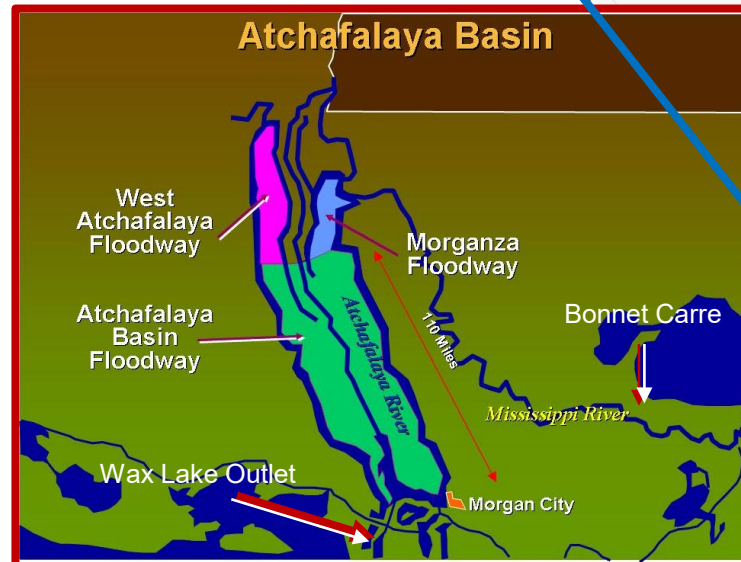 Atchafalaya Basin
West
Atchafalaya
Floodway
Morganza
Floodway
Atchafalaya
Basin
Floodway
Atchafalaya River
110 Miles
Bonnet Carre
Mississippi River
Wax Lake Outlet
Morgan City